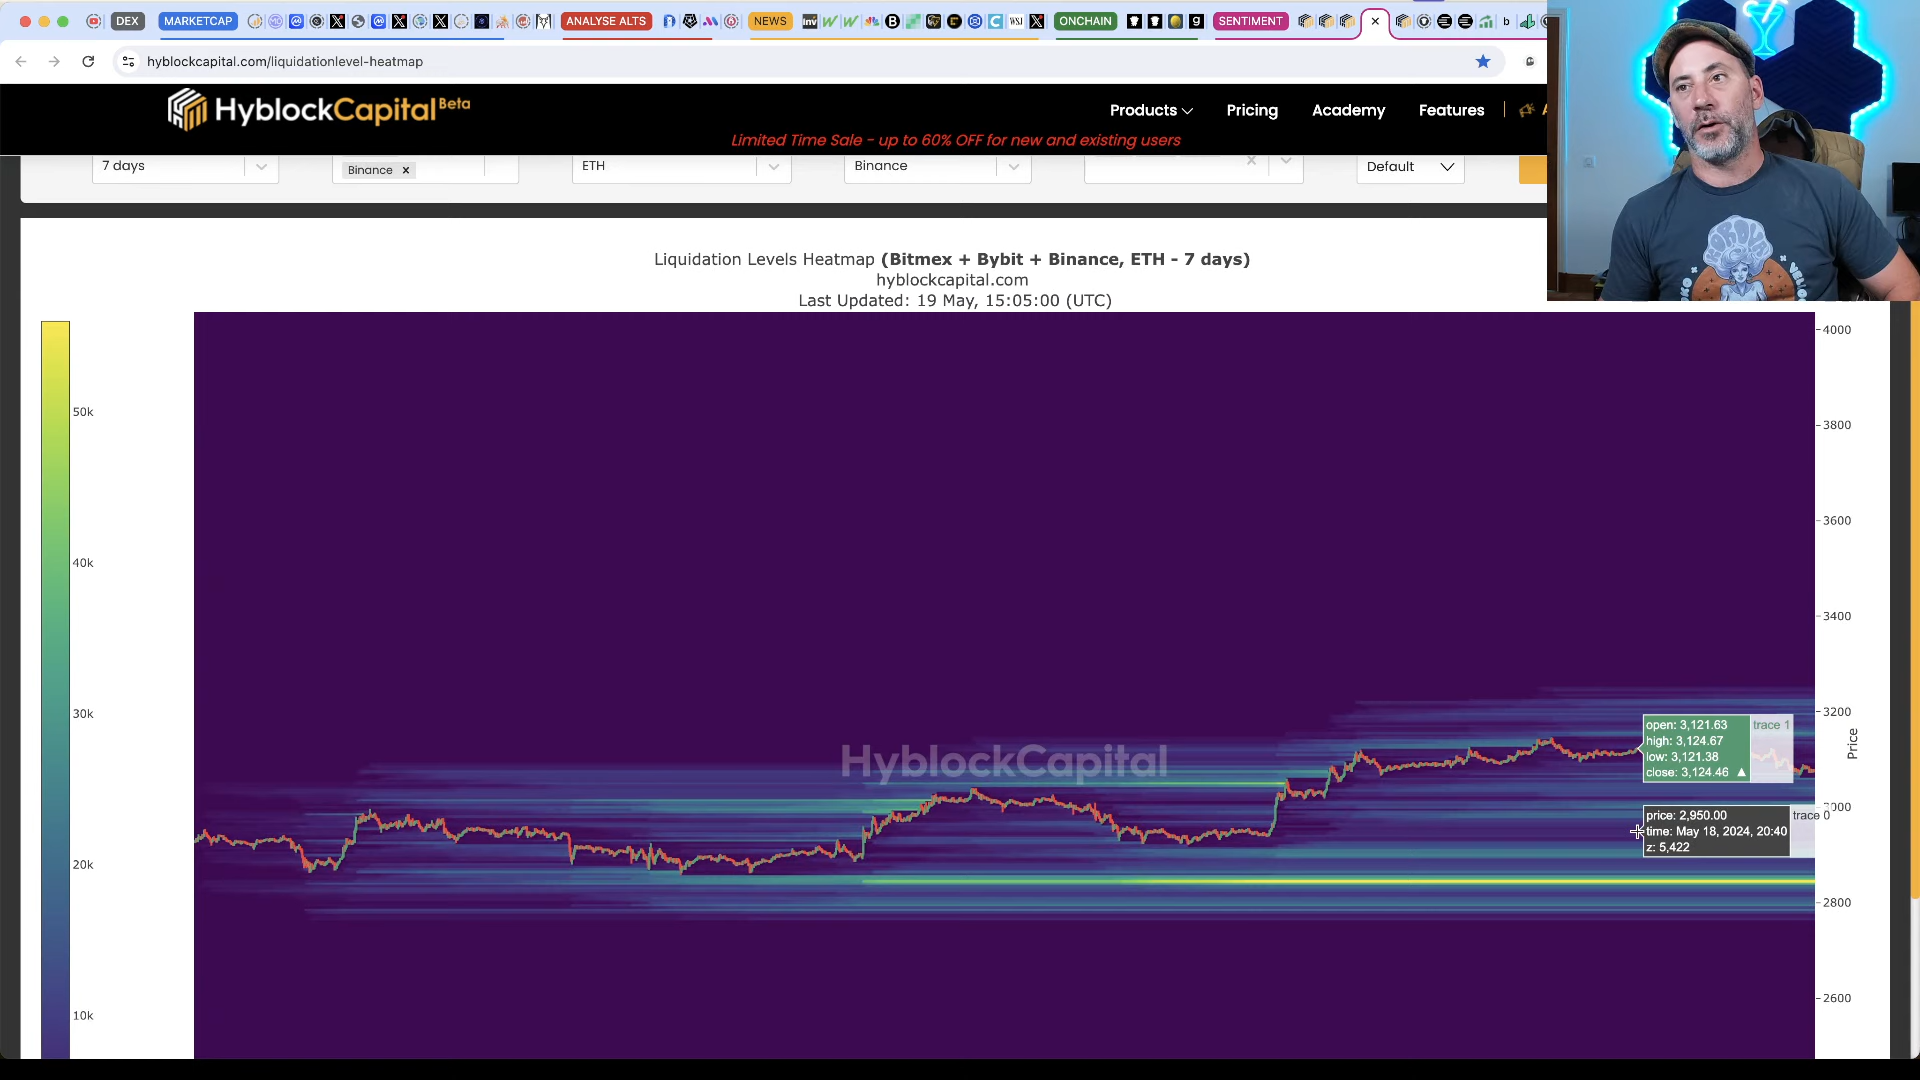 DEX
MARKETCAP
ANALYSE ALTS
NEWS
ONCHAIN
SENTIMENT
hyblockcapital.com/liquidationlevel-heatmap
HyblockCapital Beta
Products
Pricing
Academy
Features
Limited Time Sale - up to 60% OFF for new and existing users
7 days
Binance
ETH
Binance
Default
Liquidation Levels Heatmap (Bitmex + Bybit + Binance, ETH - 7 days)
hyblockcapital.com
Last Updated: 19 May, 15:05:00 (UTC)
50k
40k
30k
20k
10k
4000
3800
3600
3400
3200
2800
2600
Price
HyblockCapital
open: 3,121.63
high: 3,124.67
low: 3,121.38
close: 3,124.46 ▲
trace 1
price: 2,950.00
time: May 18, 2024, 20:40
z: 5,422
trace 0